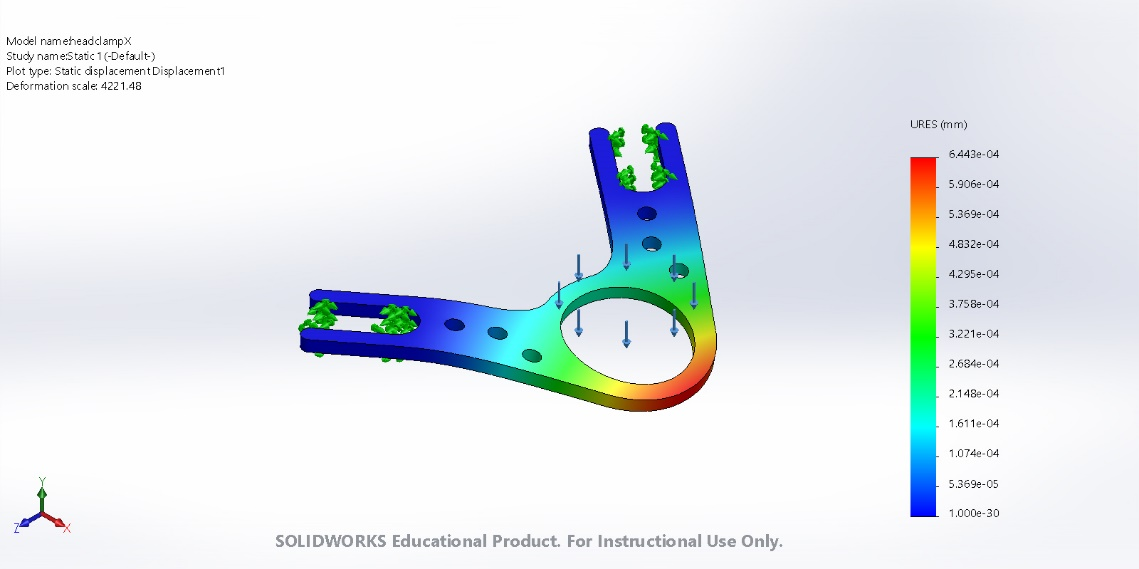 Model name:headclampX
Study name:Static 1 (-Default-)
Plot type: Static displacement Displacement1
Deformation scale: 4221.48
URES (mm)
6.443e-04
5.906e-04
5.369e-04
4.832e-04
4.295e-04
3.758e-04
3.221e-04
2.684e-04
2.148e-04
1.611e-04
1.074e-04
5.369e-05
1.000e-30
Y
Z
X
SOLIDWORKS Educational Product. For Instructional Use Only.